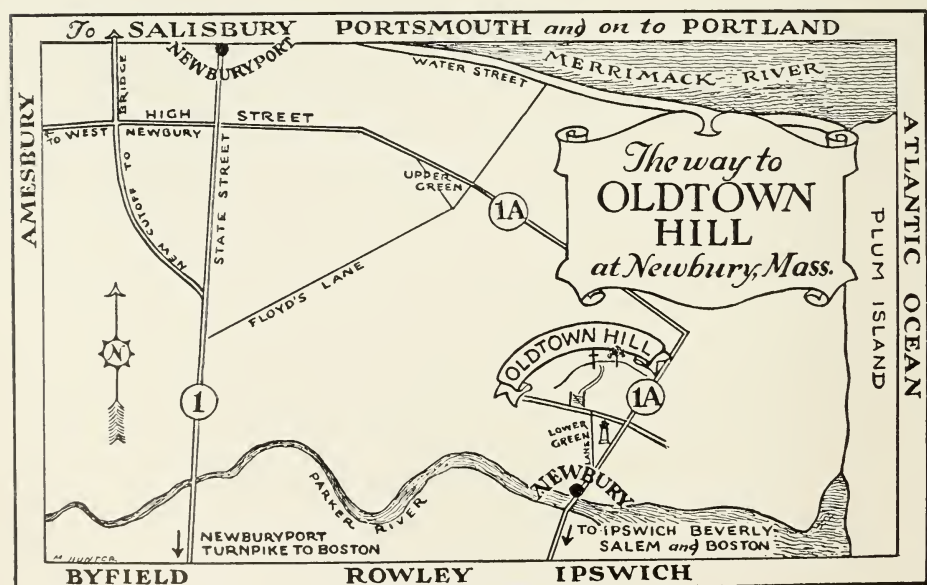 To SALISBURY PORTSMOUTH and on to PORTLAND
NEWBURYPORT
WATER STREET
MERRIMACK RIVER
AMESBURY
ATLANTIC OCEAN
PLUM ISLAND
TO WEST NEWBURY
HIGH STREET
NEW CUTOFF TO BRIDGE
STATE STREET
UPPER GREEN
1A
The way to
OLDTOWN
HILL
at Newbury, Mass.
FLOYD'S LANE
N
1
OLDTOWN HILL
1A
LOWER GREEN
LANE
NEWBURY
PARKER RIVER
NEWBURYPORT
TURNPIKE TO BOSTON
TO IPSWICH BEVERLY
SALEM and BOSTON
M. HUNTER
BYFIELD ROWLEY IPSWICH